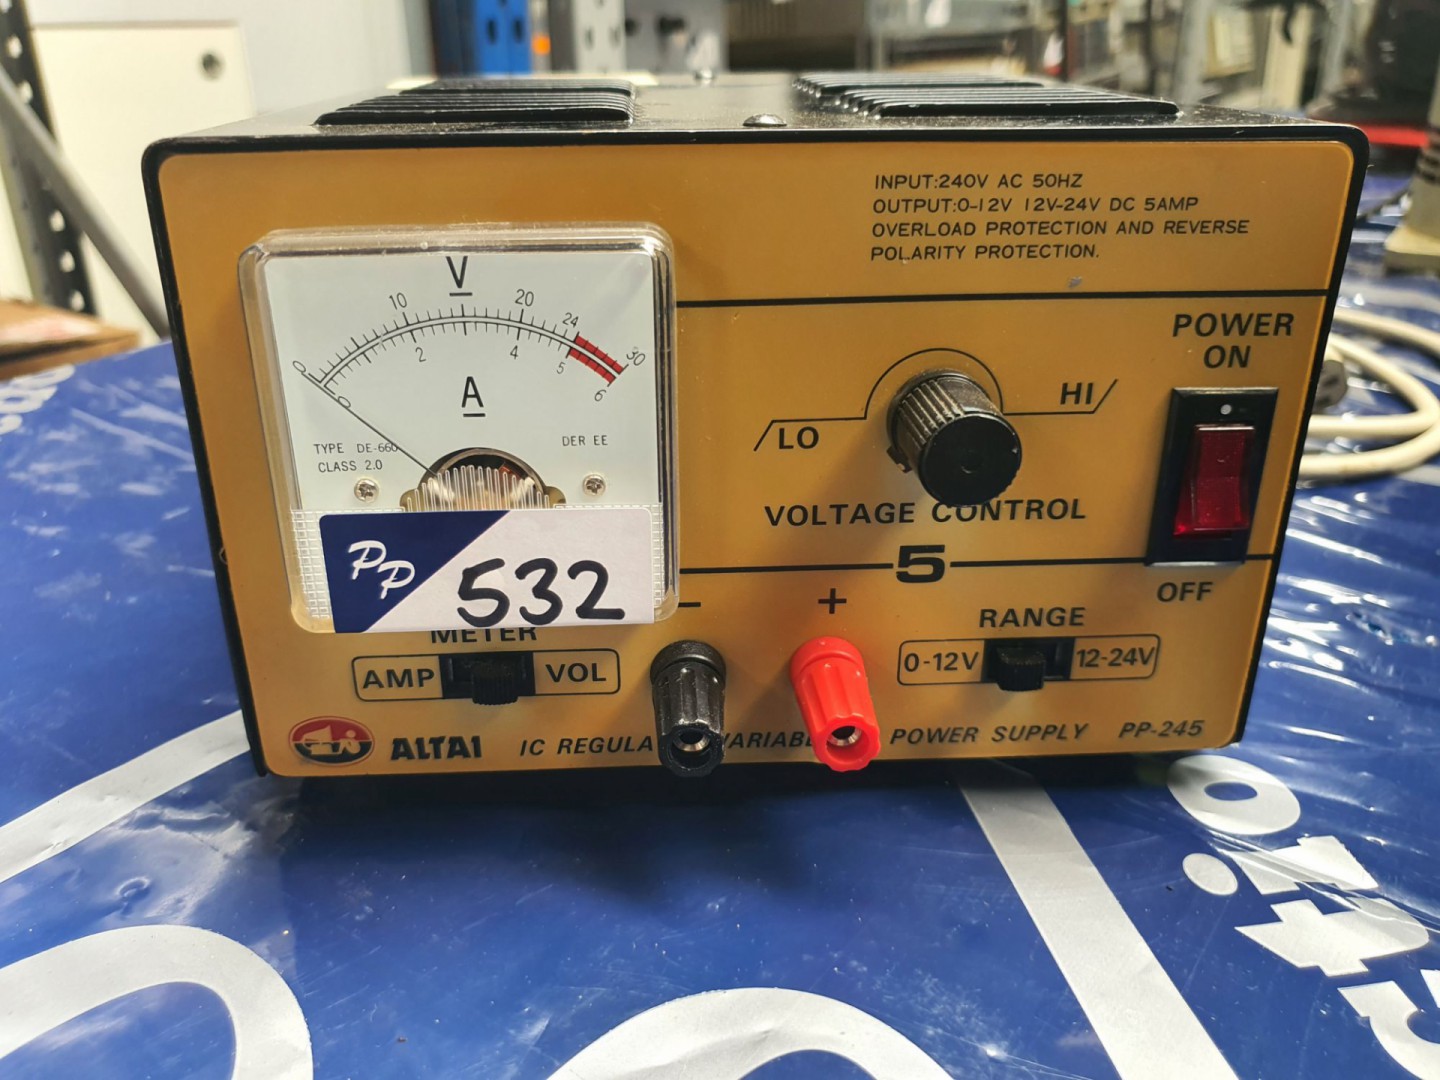 INPUT:240V AC 50HZ
OUTPUT:0-12V 12V-24V DC 5AMP
OVERLOAD PROTECTION AND REVERSE
POLARITY PROTECTION.
V
0 10 20 24 30
0 2 4 5 6
A
TYPE DE-660
CLASS 2.0
DER EE
PP
532
POWER
ON
OFF
LO
HI
VOLTAGE CONTROL
5
- +
METER
AMP
VOL
RANGE
0-12V
12-24V
ALTAI
IC REGULA VARIAB POWER SUPPLY PP-245